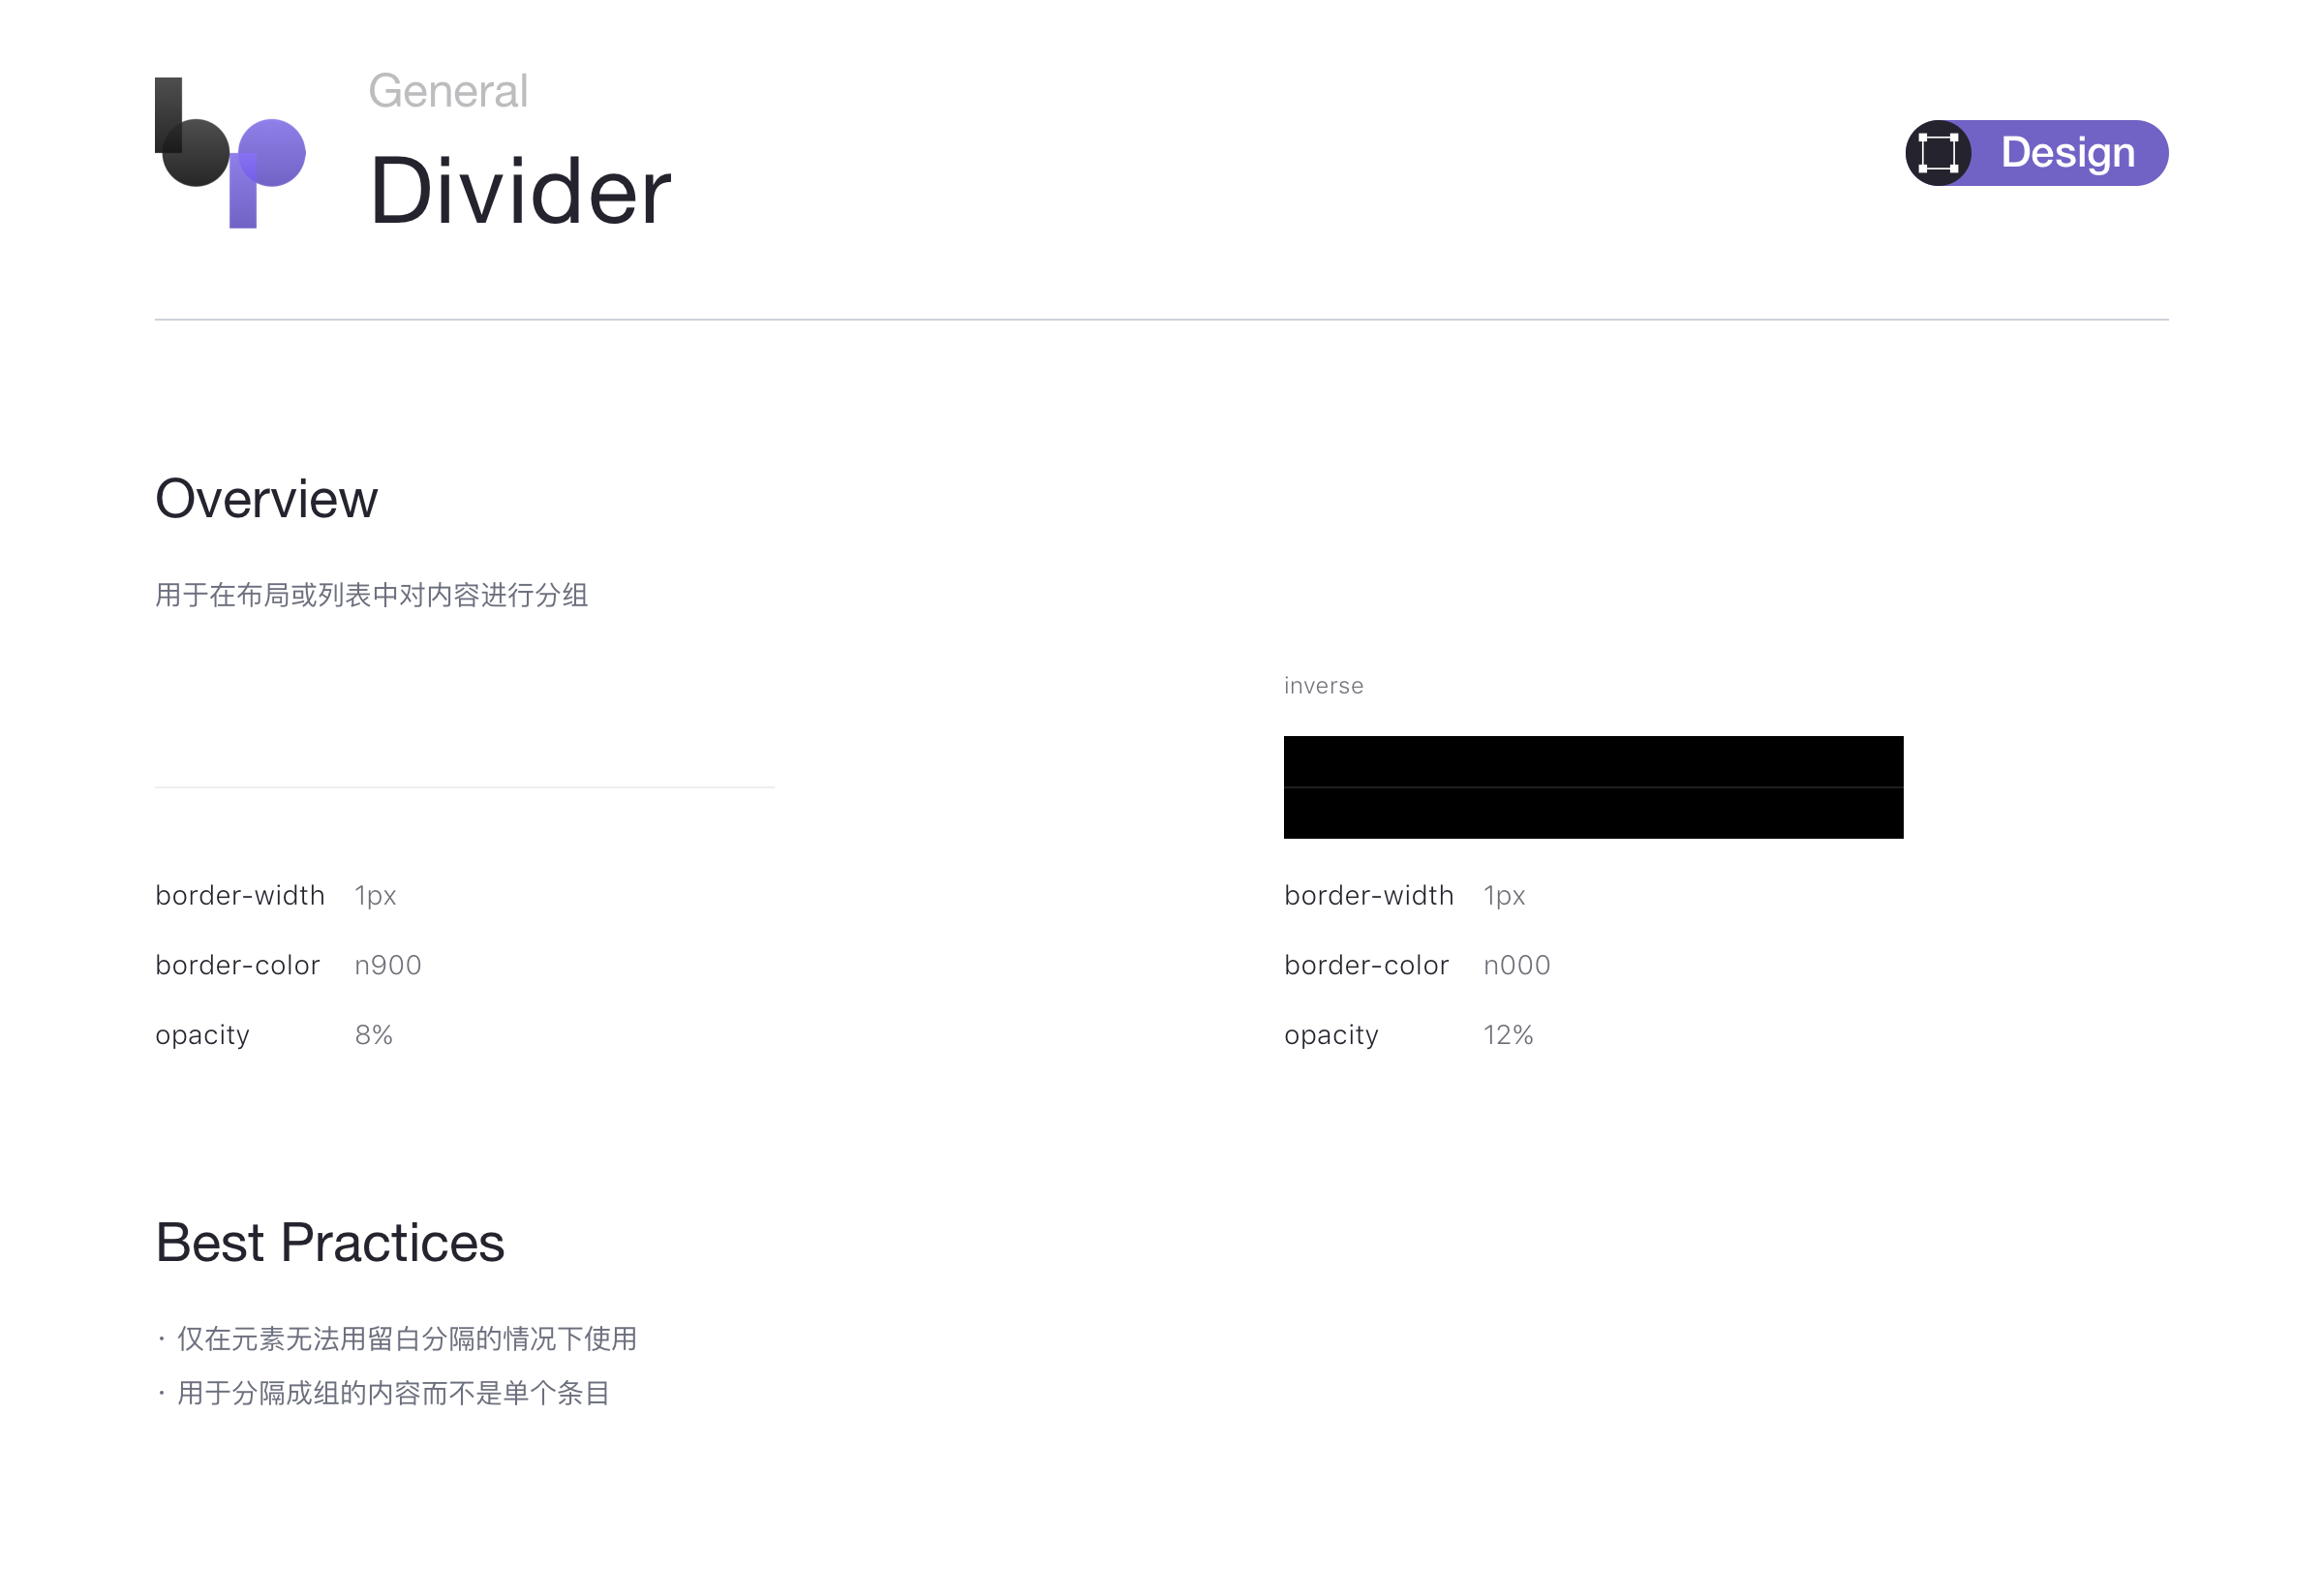 bp
General
Divider
Design
Overview
用于在布局或列表中对内容进行分组
border-width 1px
border-color n900
opacity 8%
inverse
border-width 1px
border-color n000
opacity 12%
Best Practices
· 仅在元素无法用留白分隔的情况下使用
· 用于分隔成组的内容而不是单个条目